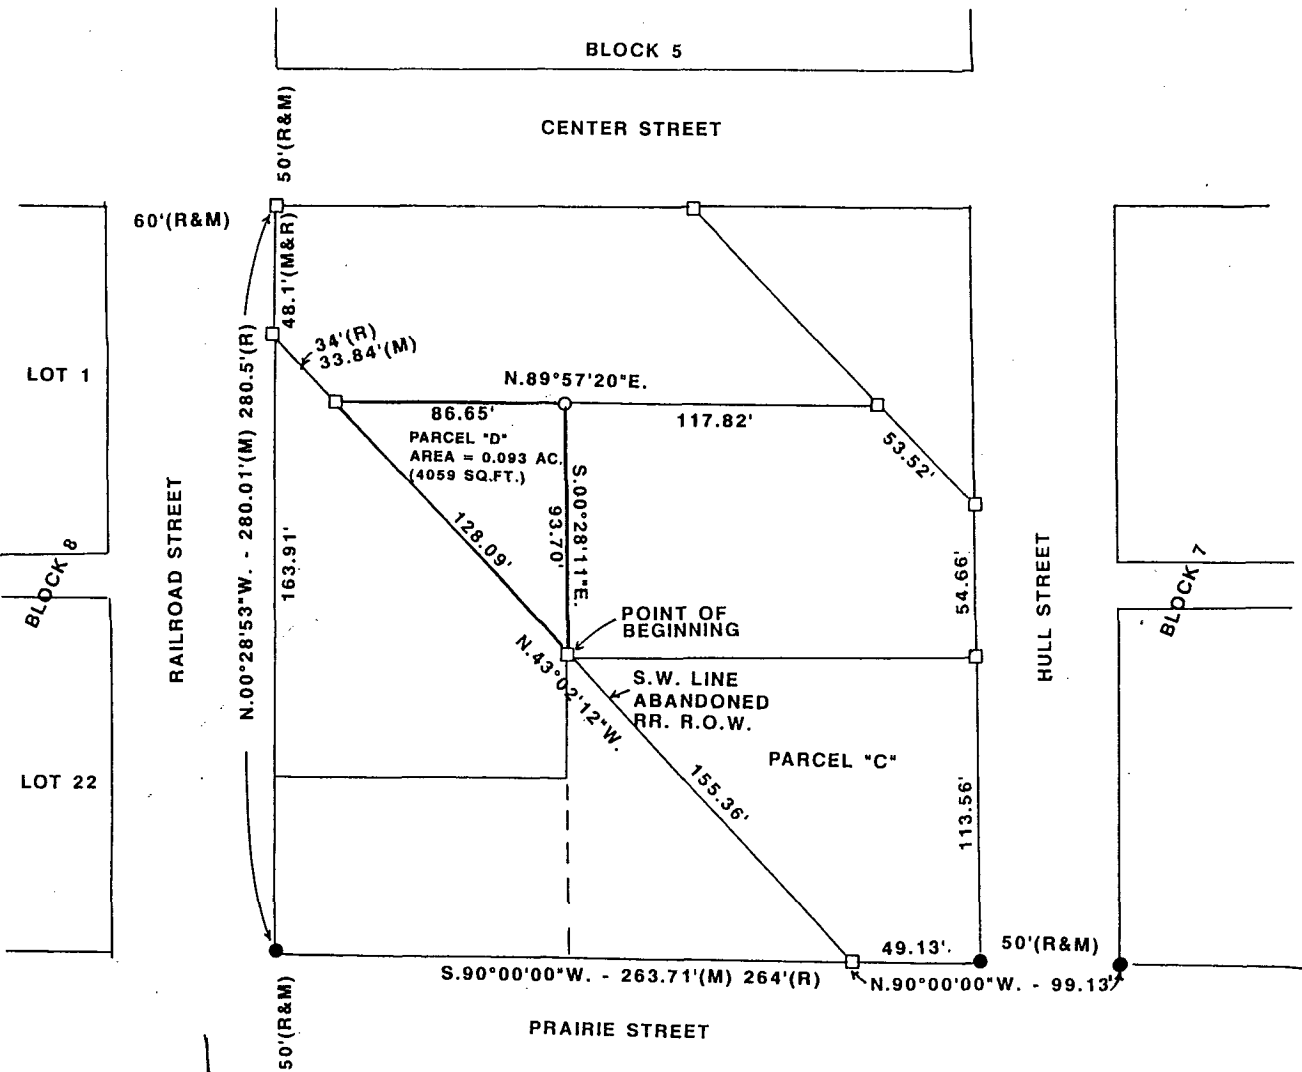 BLOCK 5
50'(R&M)
CENTER STREET
60'(R&M)
48.1'(M&R)
34'(R)
33.84'(M)
LOT 1
N.89°57'20"E.
86.65'
117.82'
PARCEL "D"
AREA = 0.093 AC.
(4059 SQ.FT.)
53.52'
S.00°28'11"E.
93.70'
128.09'
N.00°28'53"W. - 280.01'(M) 280.5'(R)
163.91'
RAILROAD STREET
BLOCK 8
54.66'
HULL STREET
BLOCK 7
POINT OF
BEGINNING
N.43°02'12"W.
S.W. LINE
ABANDONED
RR. R.O.W.
PARCEL "C"
LOT 22
155.36'
113.56'
49.13'
50'(R&M)
S.90°00'00"W. - 263.71'(M) 264'(R)
N.90°00'00"W. - 99.13'
50'(R&M)
PRAIRIE STREET